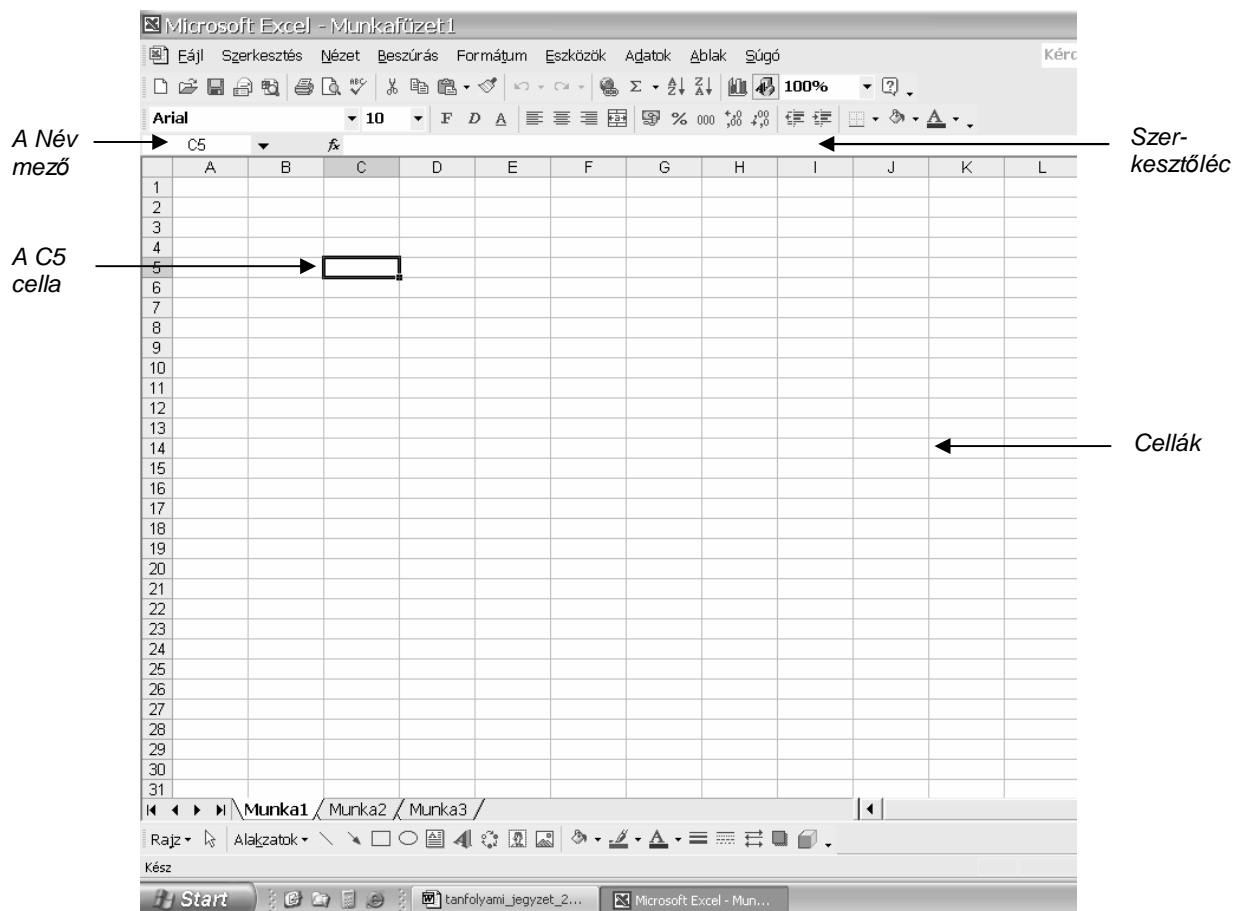 Microsoft Excel - Munkafüzet1
Fájl Szerkesztés Nézet Beszúrás Formátum Eszközök Adatok Ablak Súgó Kérd
100%
Arial 10 F D A % 000
A Név
mező
C5 fx
Szer-
kesztőléc
A B C D E F G H I J K L
1
2
3
4
A C5
cella
5
6
7
8
9
10
11
12
13
14
Cellák
15
16
17
18
19
20
21
22
23
24
25
26
27
28
29
30
31
Munka1 Munka2 Munka3
Rajz Alakzatok
Kész
Start tanfolyami_jegyzet_2... Microsoft Excel - Mun...